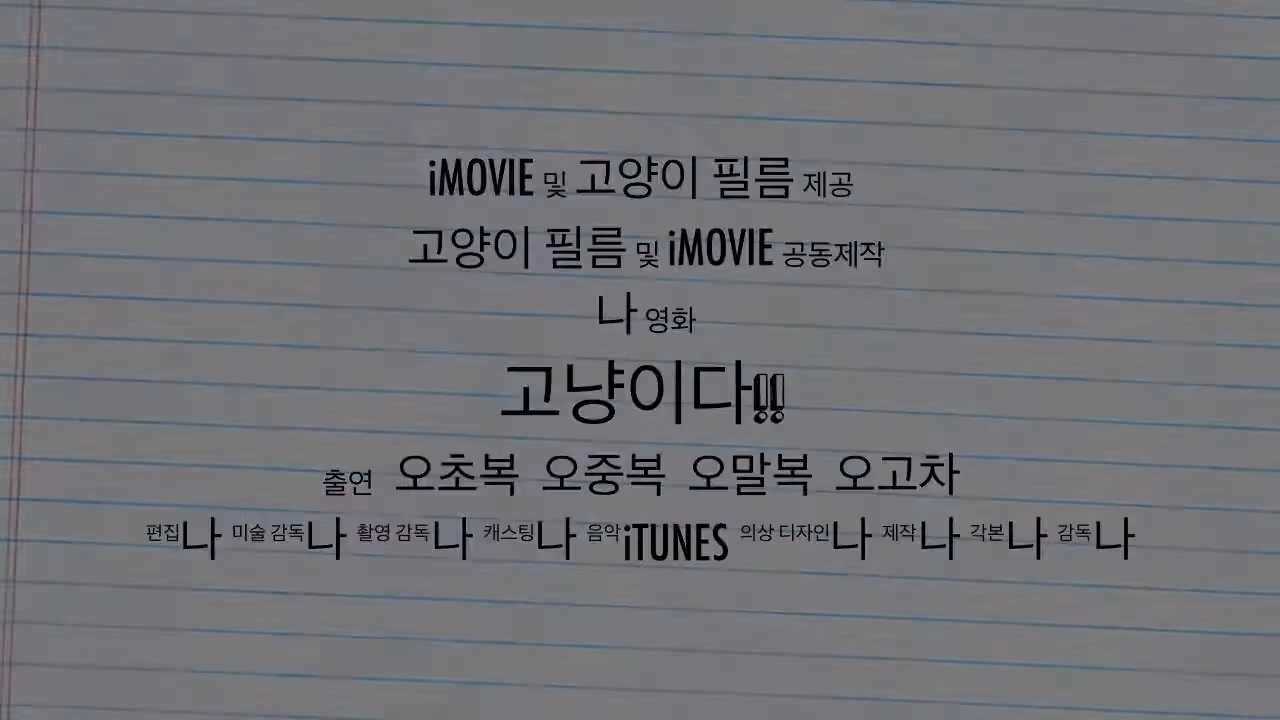 iMOVIE 및 고양이 필름 제공
고양이 필름 및 iMOVIE 공동제작
나 영화
고냥이다!!
출연 오초복 오중복 오말복 오고차
편집 나 미술 감독 나 촬영 감독 나 캐스팅 나 음악 iTUNES 의상 디자인 나 제작 나 각본 나 감독 나